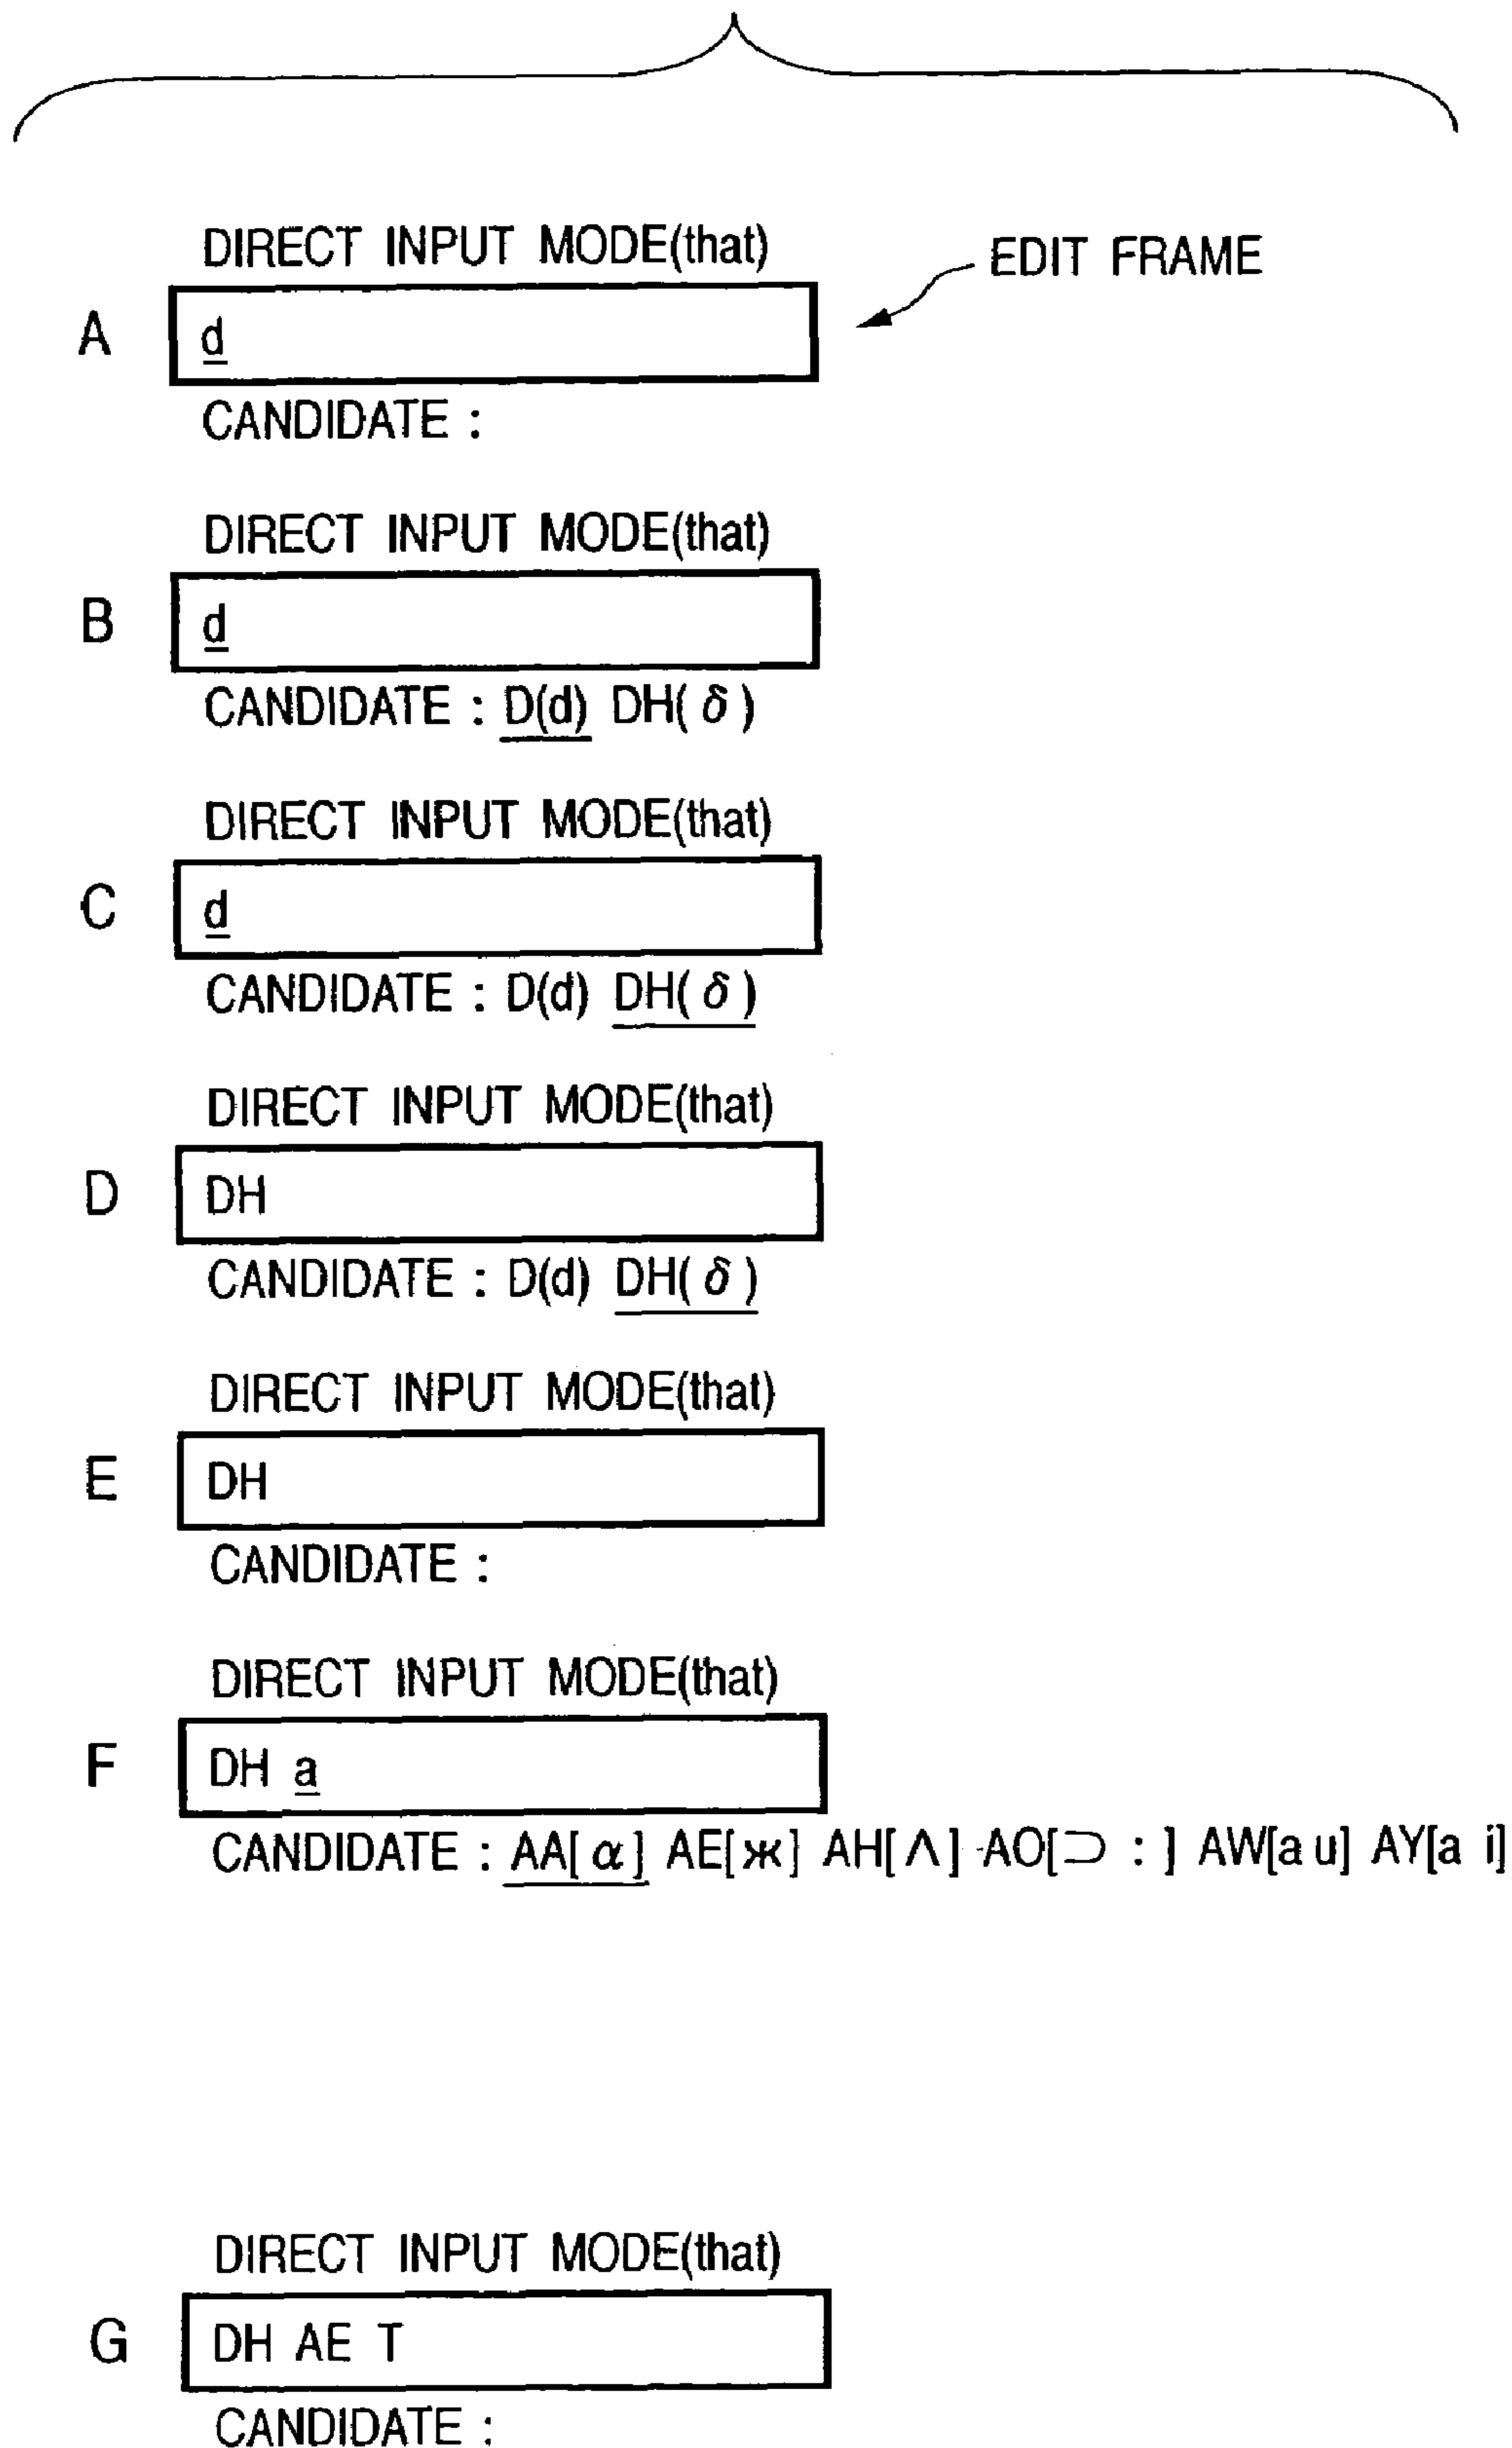 DIRECT INPUT MODE(that)
EDIT FRAME
A
d
CANDIDATE :
DIRECT INPUT MODE(that)
B
d
CANDIDATE : D(d) DH( δ )
DIRECT INPUT MODE(that)
C
d
CANDIDATE : D(d) DH( δ )
DIRECT INPUT MODE(that)
D
DH
CANDIDATE : D(d) DH( δ )
DIRECT INPUT MODE(that)
E
DH
CANDIDATE :
DIRECT INPUT MODE(that)
F
DH a
CANDIDATE : AA[ α ] AE[ж] AH[Λ] AO[⊃ : ] AW[a u] AY[a i]
DIRECT INPUT MODE(that)
G
DH AE T
CANDIDATE :